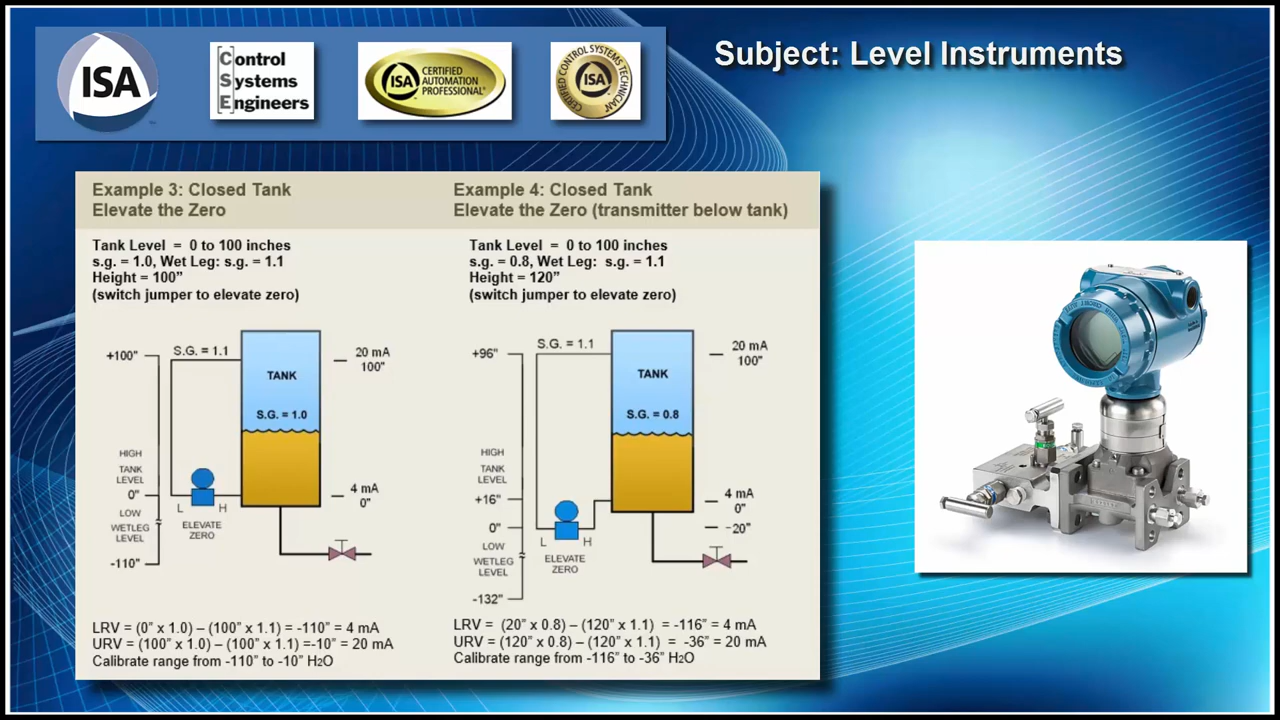 ISA
[C]ontrol
Systems
Engineers
ISA CERTIFIED
AUTOMATION
PROFESSIONAL®
CERTIFIED CONTROL SYSTEMS TECHNICIAN
ISA
Subject: Level Instruments
Example 3: Closed Tank
Elevate the Zero
Tank Level = 0 to 100 inches
s.g. = 1.0, Wet Leg: s.g. = 1.1
Height = 100”
(switch jumper to elevate zero)
+100"
S.G. = 1.1
20 mA
100"
TANK
S.G. = 1.0
HIGH
TANK
LEVEL
0"
LOW
WETLEG
LEVEL
-110"
L H
ELEVATE
ZERO
4 mA
0"
LRV = (0” x 1.0) – (100” x 1.1) = -110” = 4 mA
URV = (100” x 1.0) – (100” x 1.1) =-10” = 20 mA
Calibrate range from -110” to -10” H2O
Example 4: Closed Tank
Elevate the Zero (transmitter below tank)
Tank Level = 0 to 100 inches
s.g. = 0.8, Wet Leg: s.g. = 1.1
Height = 120”
(switch jumper to elevate zero)
+96"
S.G. = 1.1
20 mA
100"
TANK
S.G. = 0.8
HIGH
TANK
LEVEL
+16"
0"
LOW
WETLEG
LEVEL
-132"
L H
ELEVATE
ZERO
4 mA
0"
-20"
LRV = (20” x 0.8) – (120” x 1.1) = -116” = 4 mA
URV = (120” x 0.8) – (120” x 1.1) = -36” = 20 mA
Calibrate range from -116” to -36” H2O